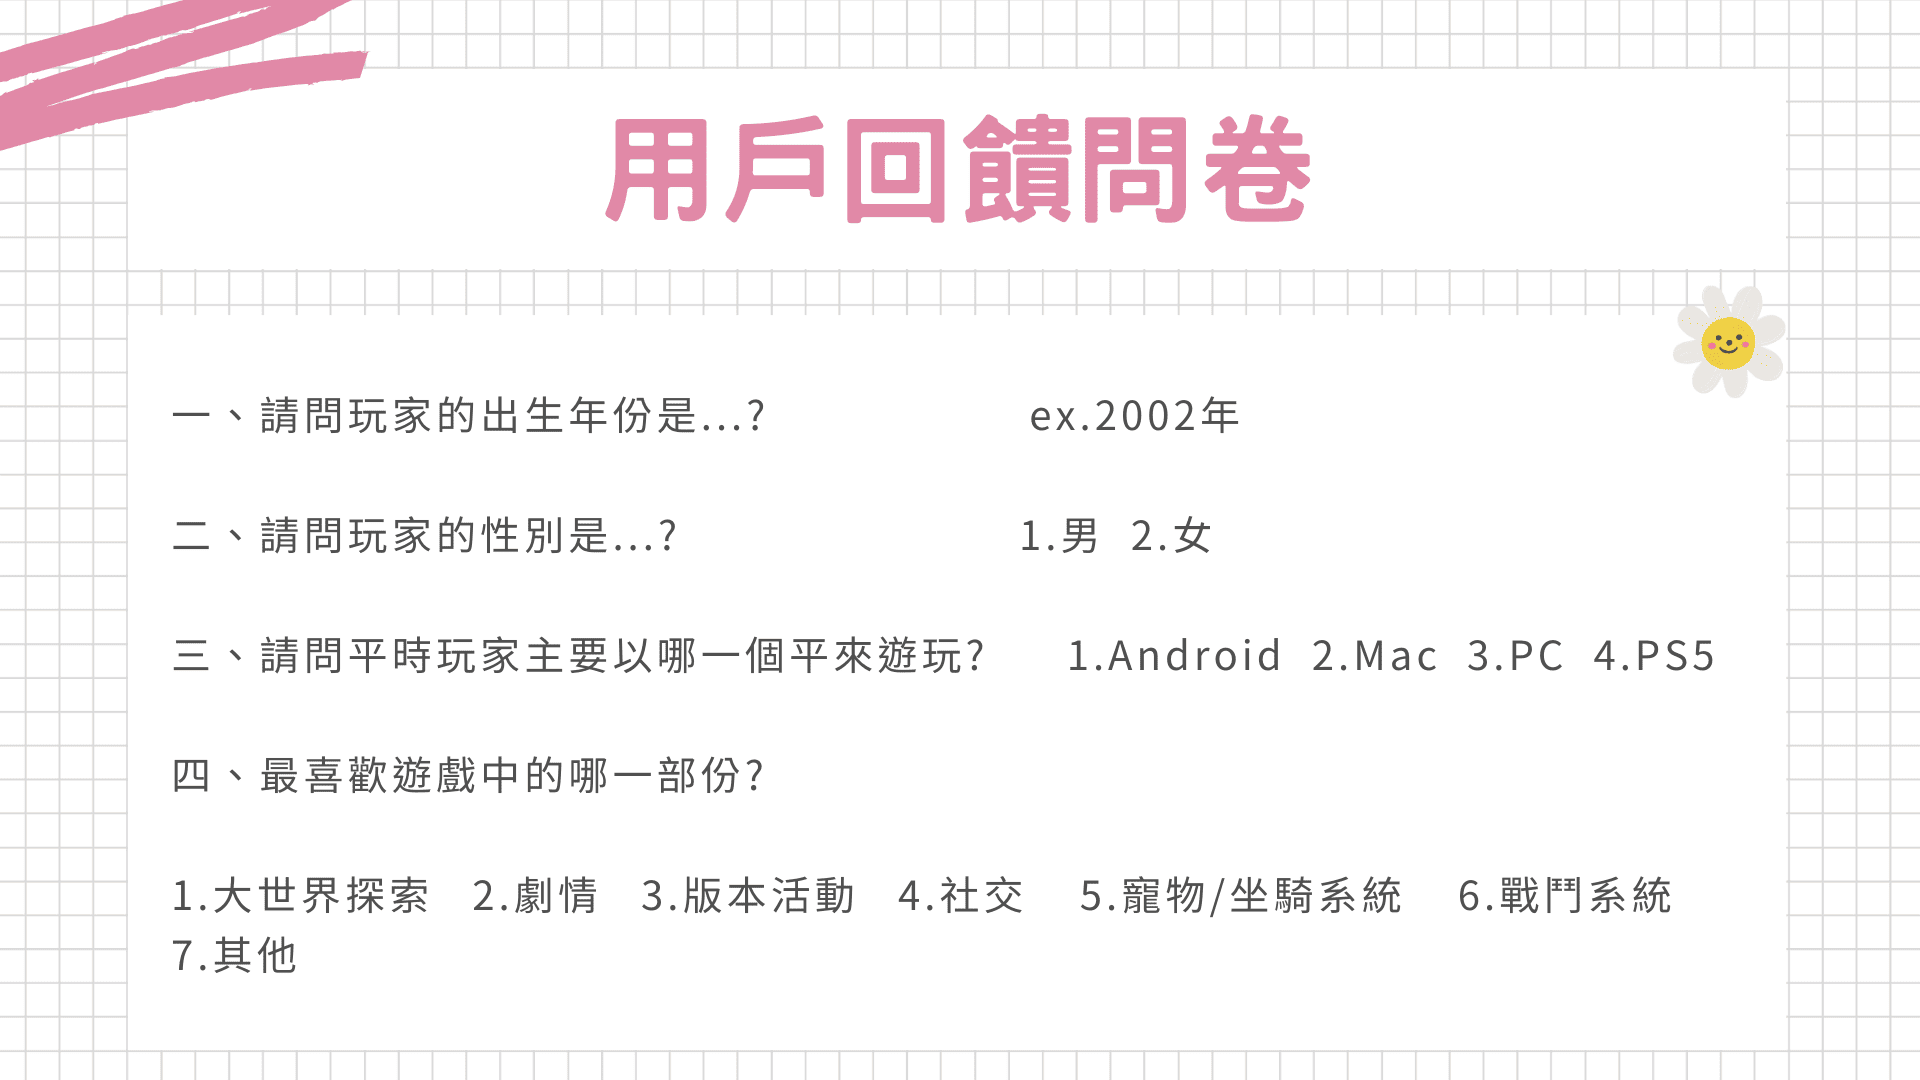 用戶回饋問卷
一、請問玩家的出生年份是...? ex.2002年
二、請問玩家的性別是...? 1.男 2.女
三、請問平時玩家主要以哪一個平來遊玩? 1.Android 2.Mac 3.PC 4.PS5
四、最喜歡遊戲中的哪一部份?
1.大世界探索 2.劇情 3.版本活動 4.社交 5.寵物/坐騎系統 6.戰鬥系統
7.其他